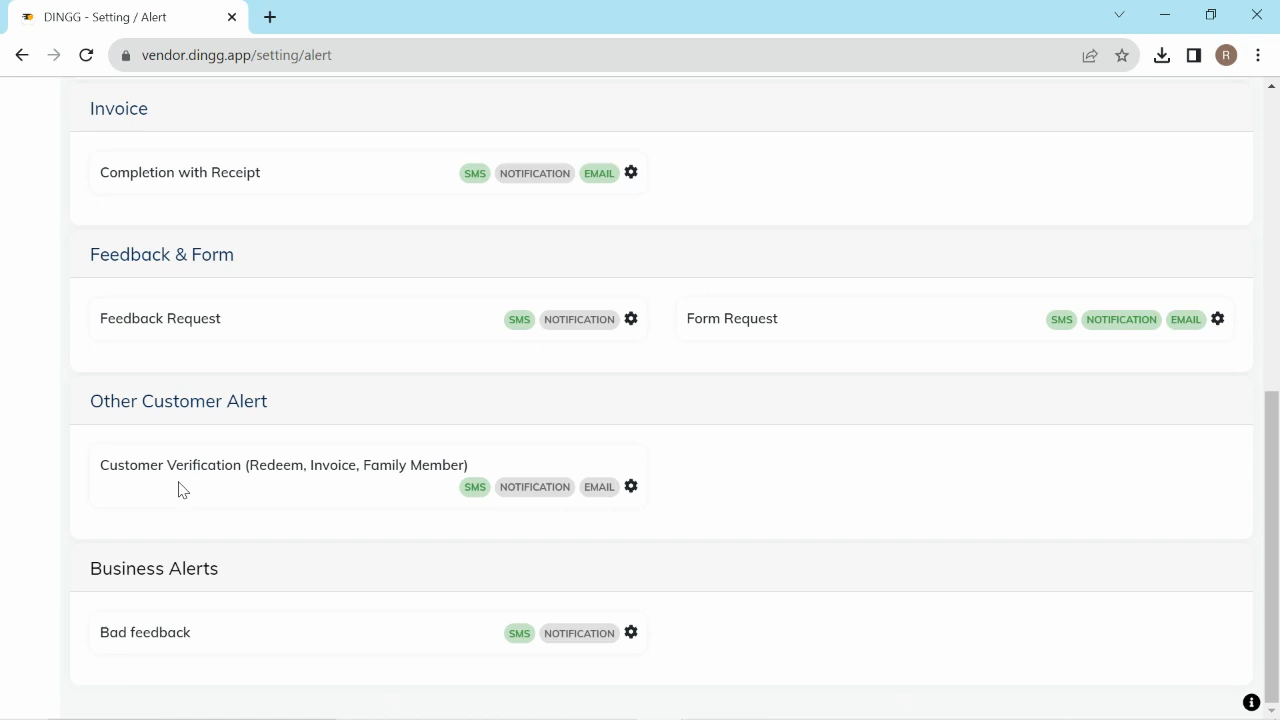 DINGG - Setting / Alert
vendor.dingg.app/setting/alert
R
Invoice
Completion with Receipt SMS NOTIFICATION EMAIL
Feedback & Form
Feedback Request SMS NOTIFICATION Form Request SMS NOTIFICATION EMAIL
Other Customer Alert
Customer Verification (Redeem, Invoice, Family Member)
SMS NOTIFICATION EMAIL
Business Alerts
Bad feedback SMS NOTIFICATION